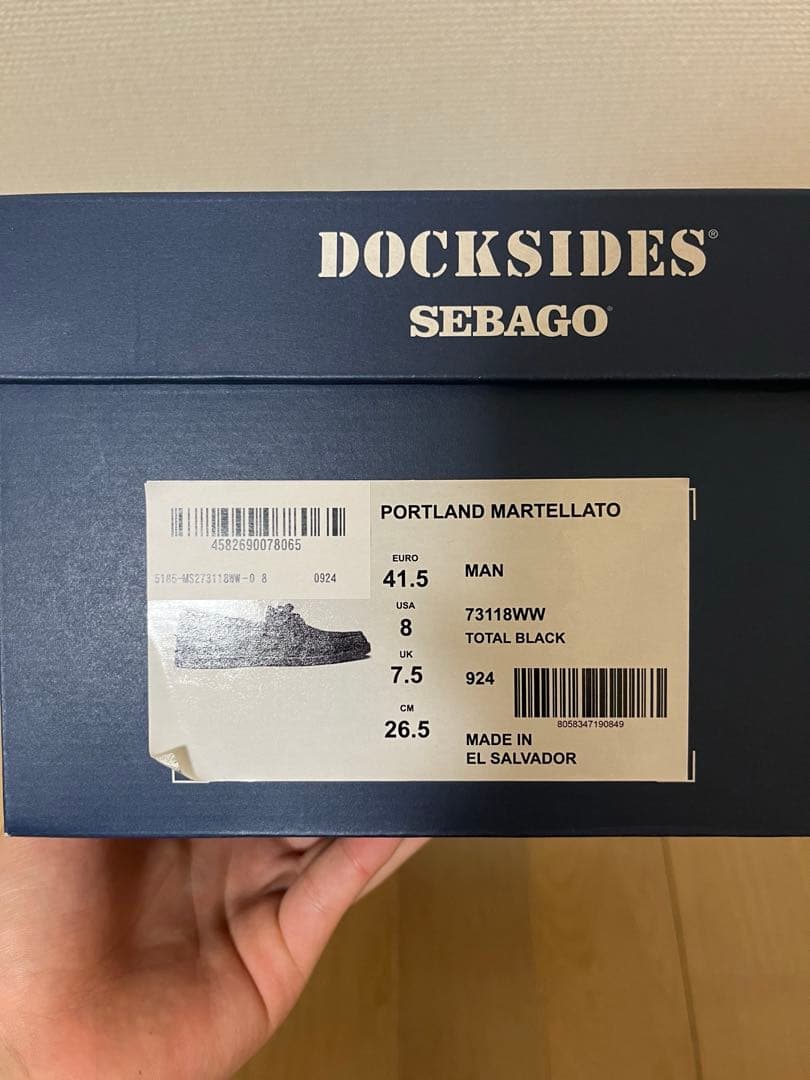 DOCKSIDES®
SEBAGO®
4582690078065
5185-MS273118WW-0 8 0924
PORTLAND MARTELLATO
EURO
41.5
USA
8
UK
7.5
CM
26.5
MAN
73118WW
TOTAL BLACK
924
8058347190849
MADE IN
EL SALVADOR